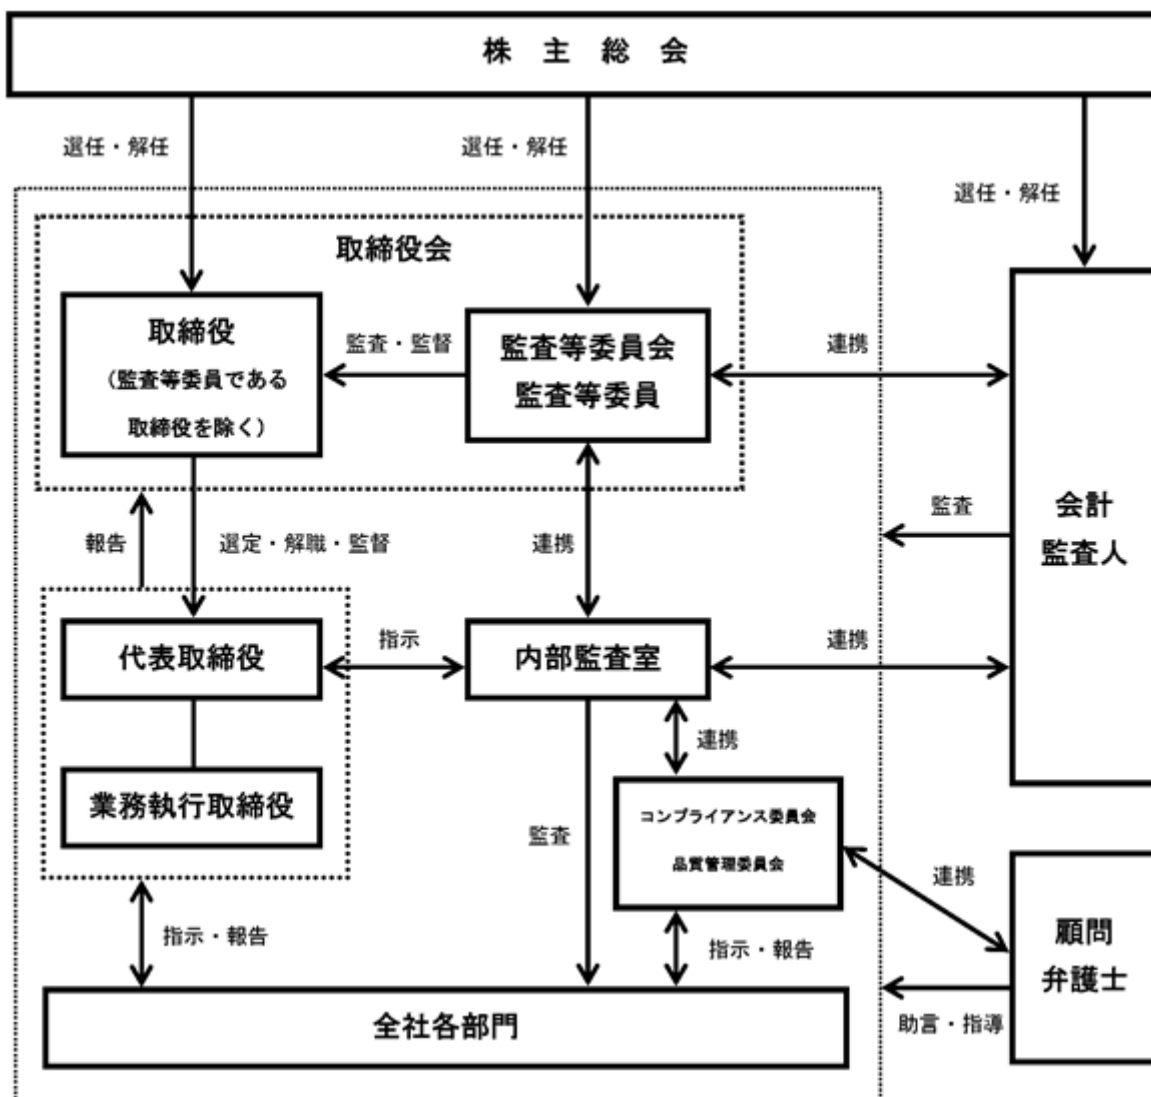 株 主 総 会
選任・解任
選任・解任
選任・解任
取締役会
取締役
（監査等委員である
取締役を除く）
監査・監督
監査等委員会
監査等委員
連携
会計
監査人
監査
報告
選定・解職・監督
連携
代表取締役
指示
内部監査室
連携
連携
業務執行取締役
コンプライアンス委員会
品質管理委員会
監査
連携
顧問
弁護士
指示・報告
指示・報告
助言・指導
全社各部門